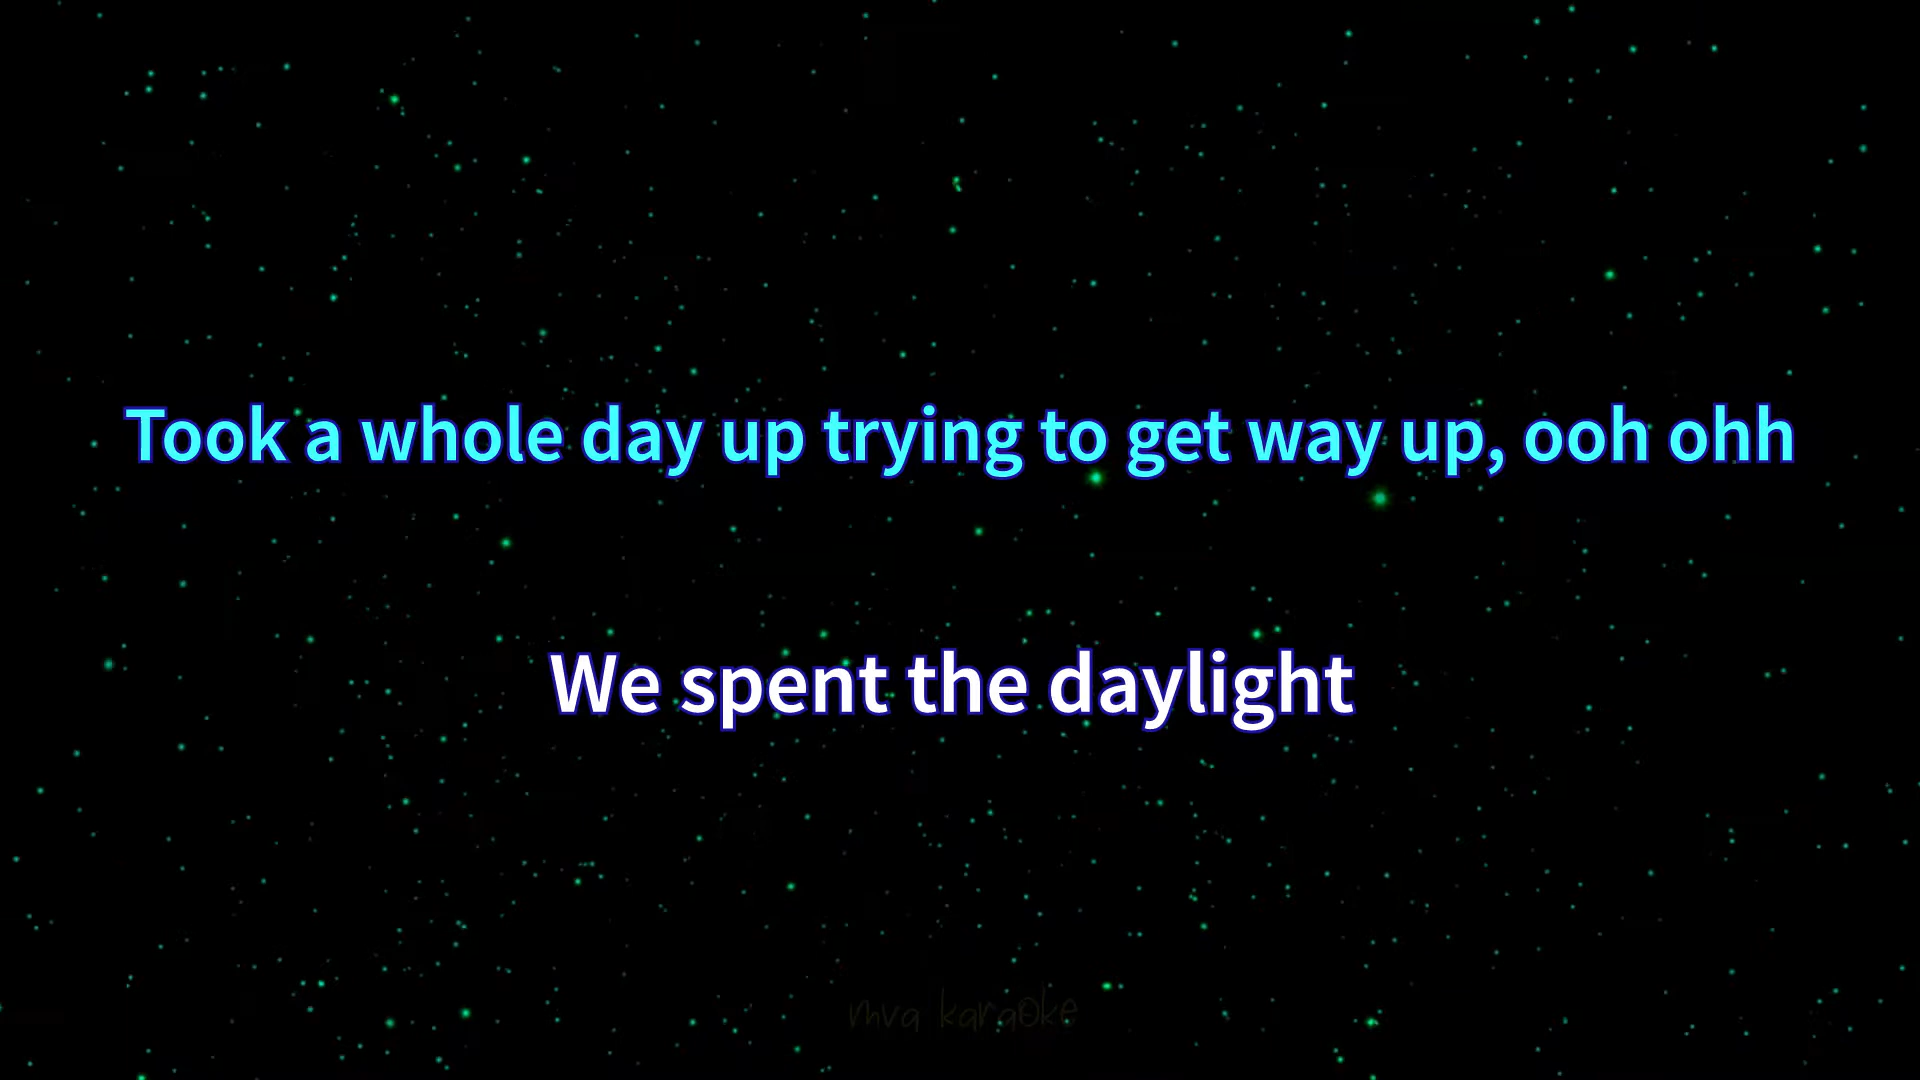 Took a whole day up trying to get way up, ooh ohh
We spent the daylight
mva karaoke